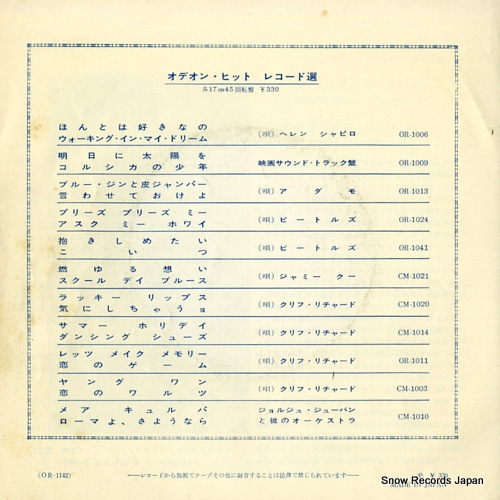 オデオン・ヒット レコード選
各17㎝45回転盤 ￥330
ほんとは好きなの
ウォーキング・イン・マイ・ドリーム
(唄) ヘレン シャピロ
OR-1006
明日に太陽を
コルシカの少年
映画サウンド・トラック盤
OR-1009
ブルー・ジンと皮ジャンパー
言わせておけよ
(唄) アダモ
OR-1013
プリーズ プリーズ ミー
アスク ミー ホワイ
(唄) ビートルズ
OR-1024
抱きしめたい
こいつ
(唄) ビートルズ
OR-1041
燃ゆる想い
スクール デイ ブルース
(唄) ジャミー クー
CM-1021
ラッキー リップス
気にしちゃうョ
(唄) クリフ・リチャード
CM-1020
サマー ホリデイ
ダンシング シューズ
(唄) クリフ・リチャード
CM-1014
レッツ メイク メモリー
恋のゲーム
(唄) クリフ・リチャード
OR-1011
ヤング ワン
恋のワルツ
(唄) クリフ・リチャード
CM-1003
メア キュルパ
ローマよ、さようなら
ジョルジュ・ジューバン
と彼のオーケストラ
CM-1010
(OR-1142)
──レコードから無断でテープその他に録音することは法律で禁じられています──
￥330
MADE IN JAPAN
Snow Records Japan